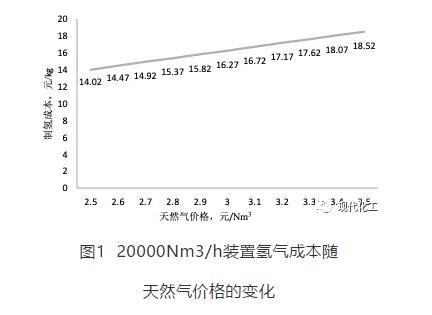 20
18
16
14
12
10
8
6
4
2
0
制氢成本，元/kg
14.02 14.47 14.92 15.37 15.82 16.27 16.72 17.17 17.62 18.07 18.52
2.5 2.6 2.7 2.8 2.9 3 3.1 3.2 3.3 3.4 3.5
天然气价格，元/Nm³
现代化工
图1 20000Nm3/h装置氢气成本随
天然气价格的变化